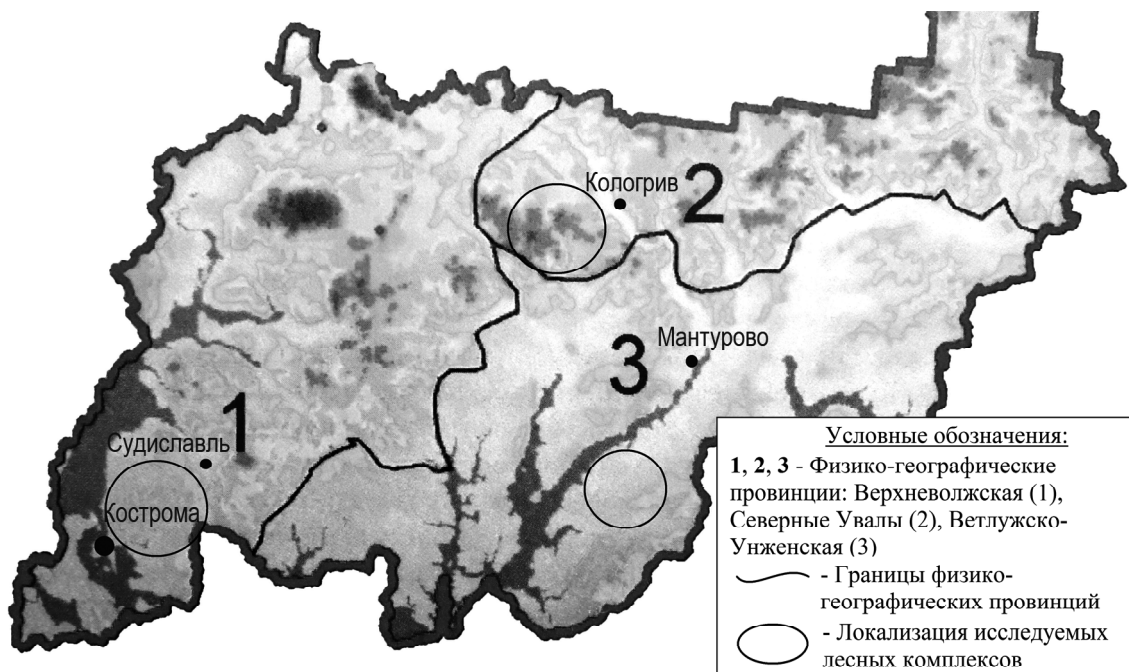 Кологрив
2
Мантурово
3
1
Судиславль
Кострома
Условные обозначения:
1, 2, 3 - Физико-географические
провинции: Верхневолжская (1),
Северные Увалы (2), Ветлужско-
Унженская (3)
- Границы физико-
географических провинций
- Локализация исследуемых
лесных комплексов